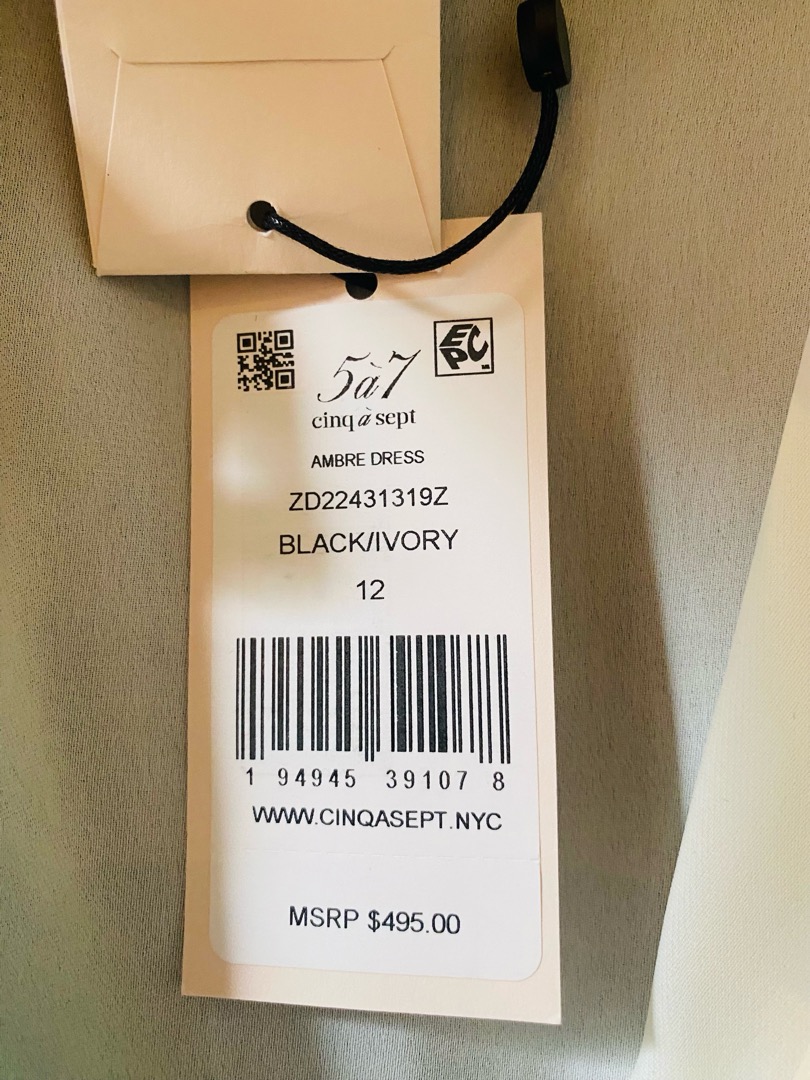 5à7
EPC
cinq à sept
AMBRE DRESS
ZD22431319Z
BLACK/IVORY
12
1 94945 39107 8
WWW.CINQASEPT.NYC
MSRP $495.00